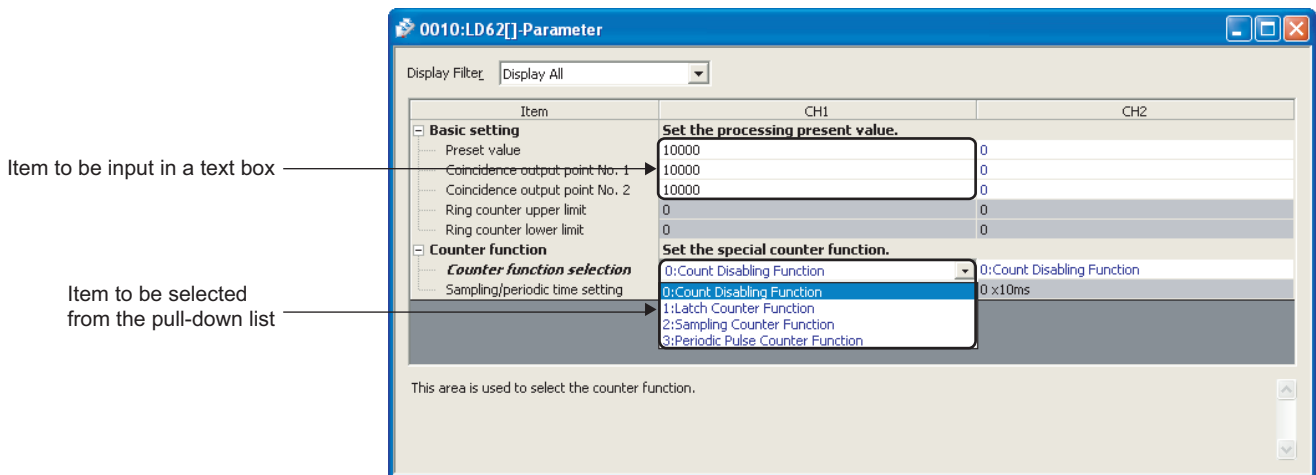 0010:LD62[]-Parameter
Display Filter Display All
Item CH1 CH2
Basic setting Set the processing present value.
Preset value 10000 0
Item to be input in a text box
Coincidence output point No. 1 10000 0
Coincidence output point No. 2 10000 0
Ring counter upper limit 0 0
Ring counter lower limit 0 0
Counter function Set the special counter function.
Counter function selection 0:Count Disabling Function 0:Count Disabling Function
Sampling/periodic time setting 0:Count Disabling Function 0 x10ms
Item to be selected
from the pull-down list
1:Latch Counter Function
2:Sampling Counter Function
3:Periodic Pulse Counter Function
This area is used to select the counter function.